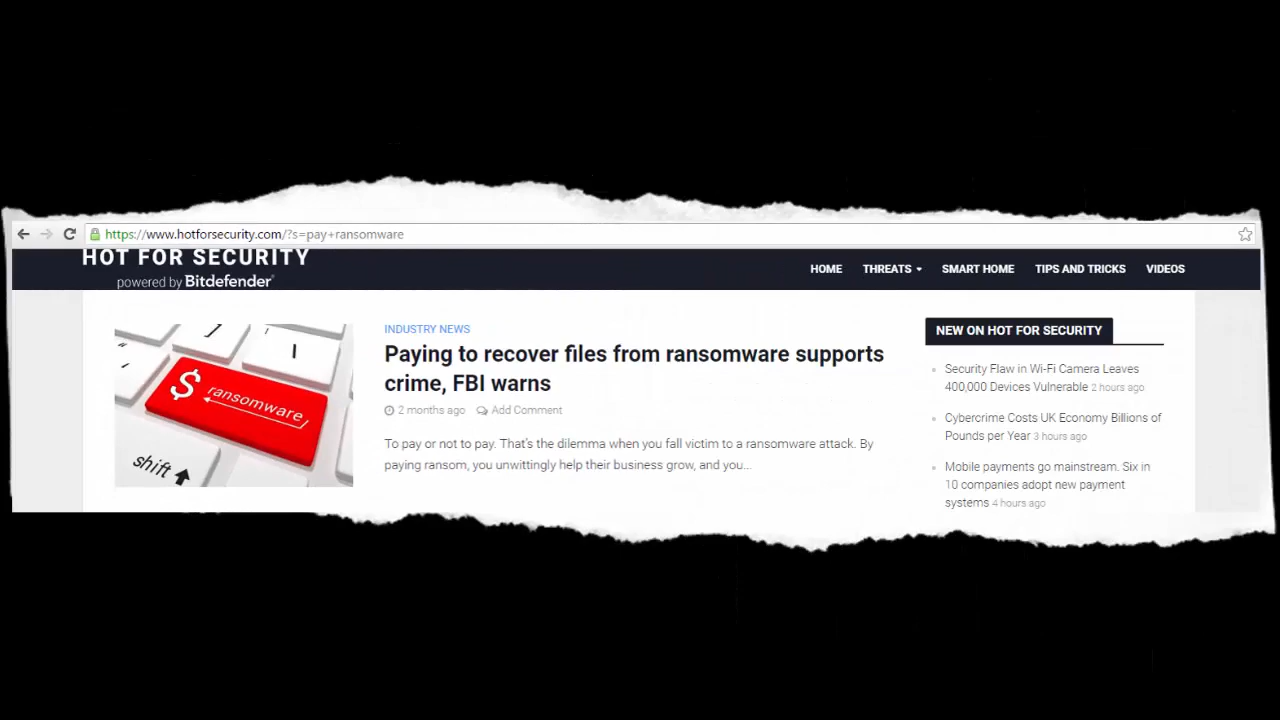 https://www.hotforsecurity.com/?s=pay+ransomware
HOT FOR SECURITY
powered by Bitdefender
HOME THREATS SMART HOME TIPS AND TRICKS VIDEOS
$ ransomware
shift
INDUSTRY NEWS
Paying to recover files from ransomware supports
crime, FBI warns
2 months ago Add Comment
To pay or not to pay. That's the dilemma when you fall victim to a ransomware attack. By
paying ransom, you unwittingly help their business grow, and you...
NEW ON HOT FOR SECURITY
Security Flaw in Wi-Fi Camera Leaves
400,000 Devices Vulnerable 2 hours ago
Cybercrime Costs UK Economy Billions of
Pounds per Year 3 hours ago
Mobile payments go mainstream. Six in
10 companies adopt new payment
systems 4 hours ago